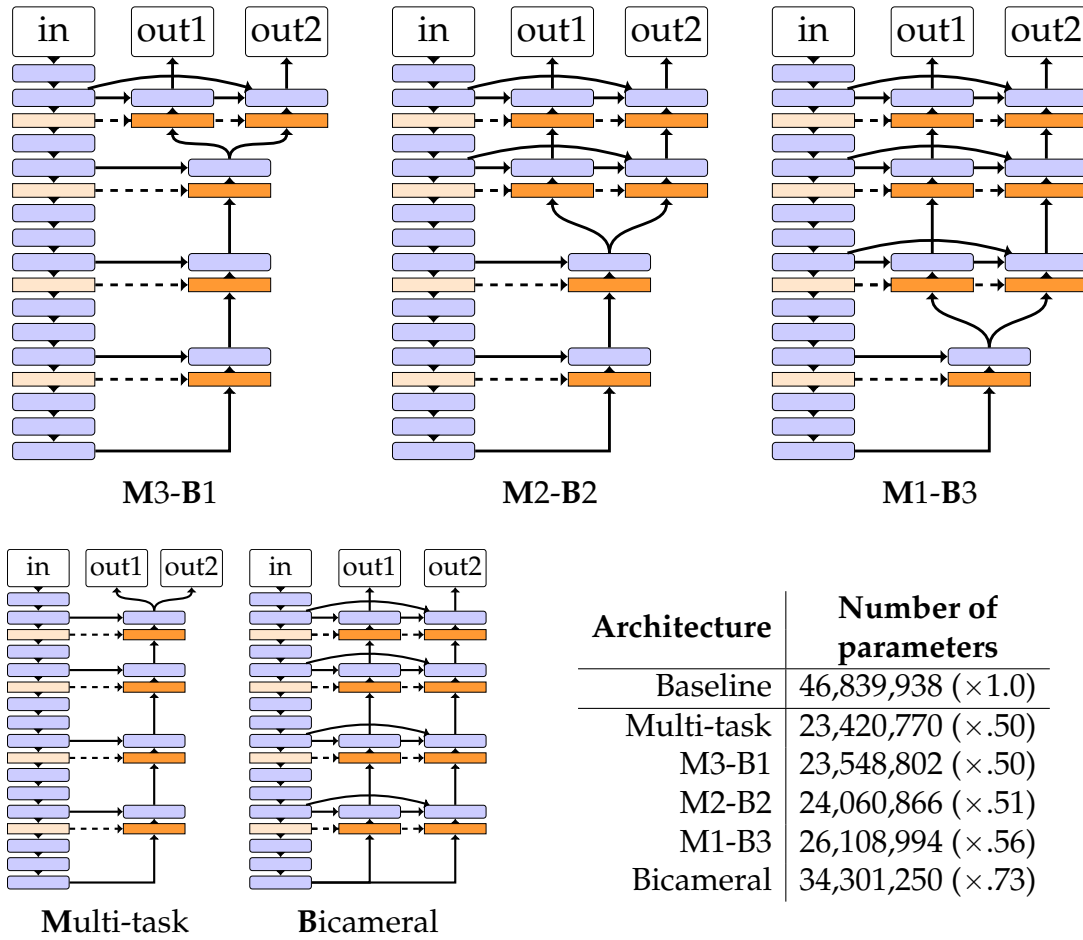 in out1 out2
in out1 out2
in out1 out2
M3-B1
M2-B2
M1-B3
in out1 out2
in out1 out2
Multi-task
Bicameral
Architecture Number of
parameters
Baseline 46,839,938 (×1.0)
Multi-task 23,420,770 (×.50)
M3-B1 23,548,802 (×.50)
M2-B2 24,060,866 (×.51)
M1-B3 26,108,994 (×.56)
Bicameral 34,301,250 (×.73)